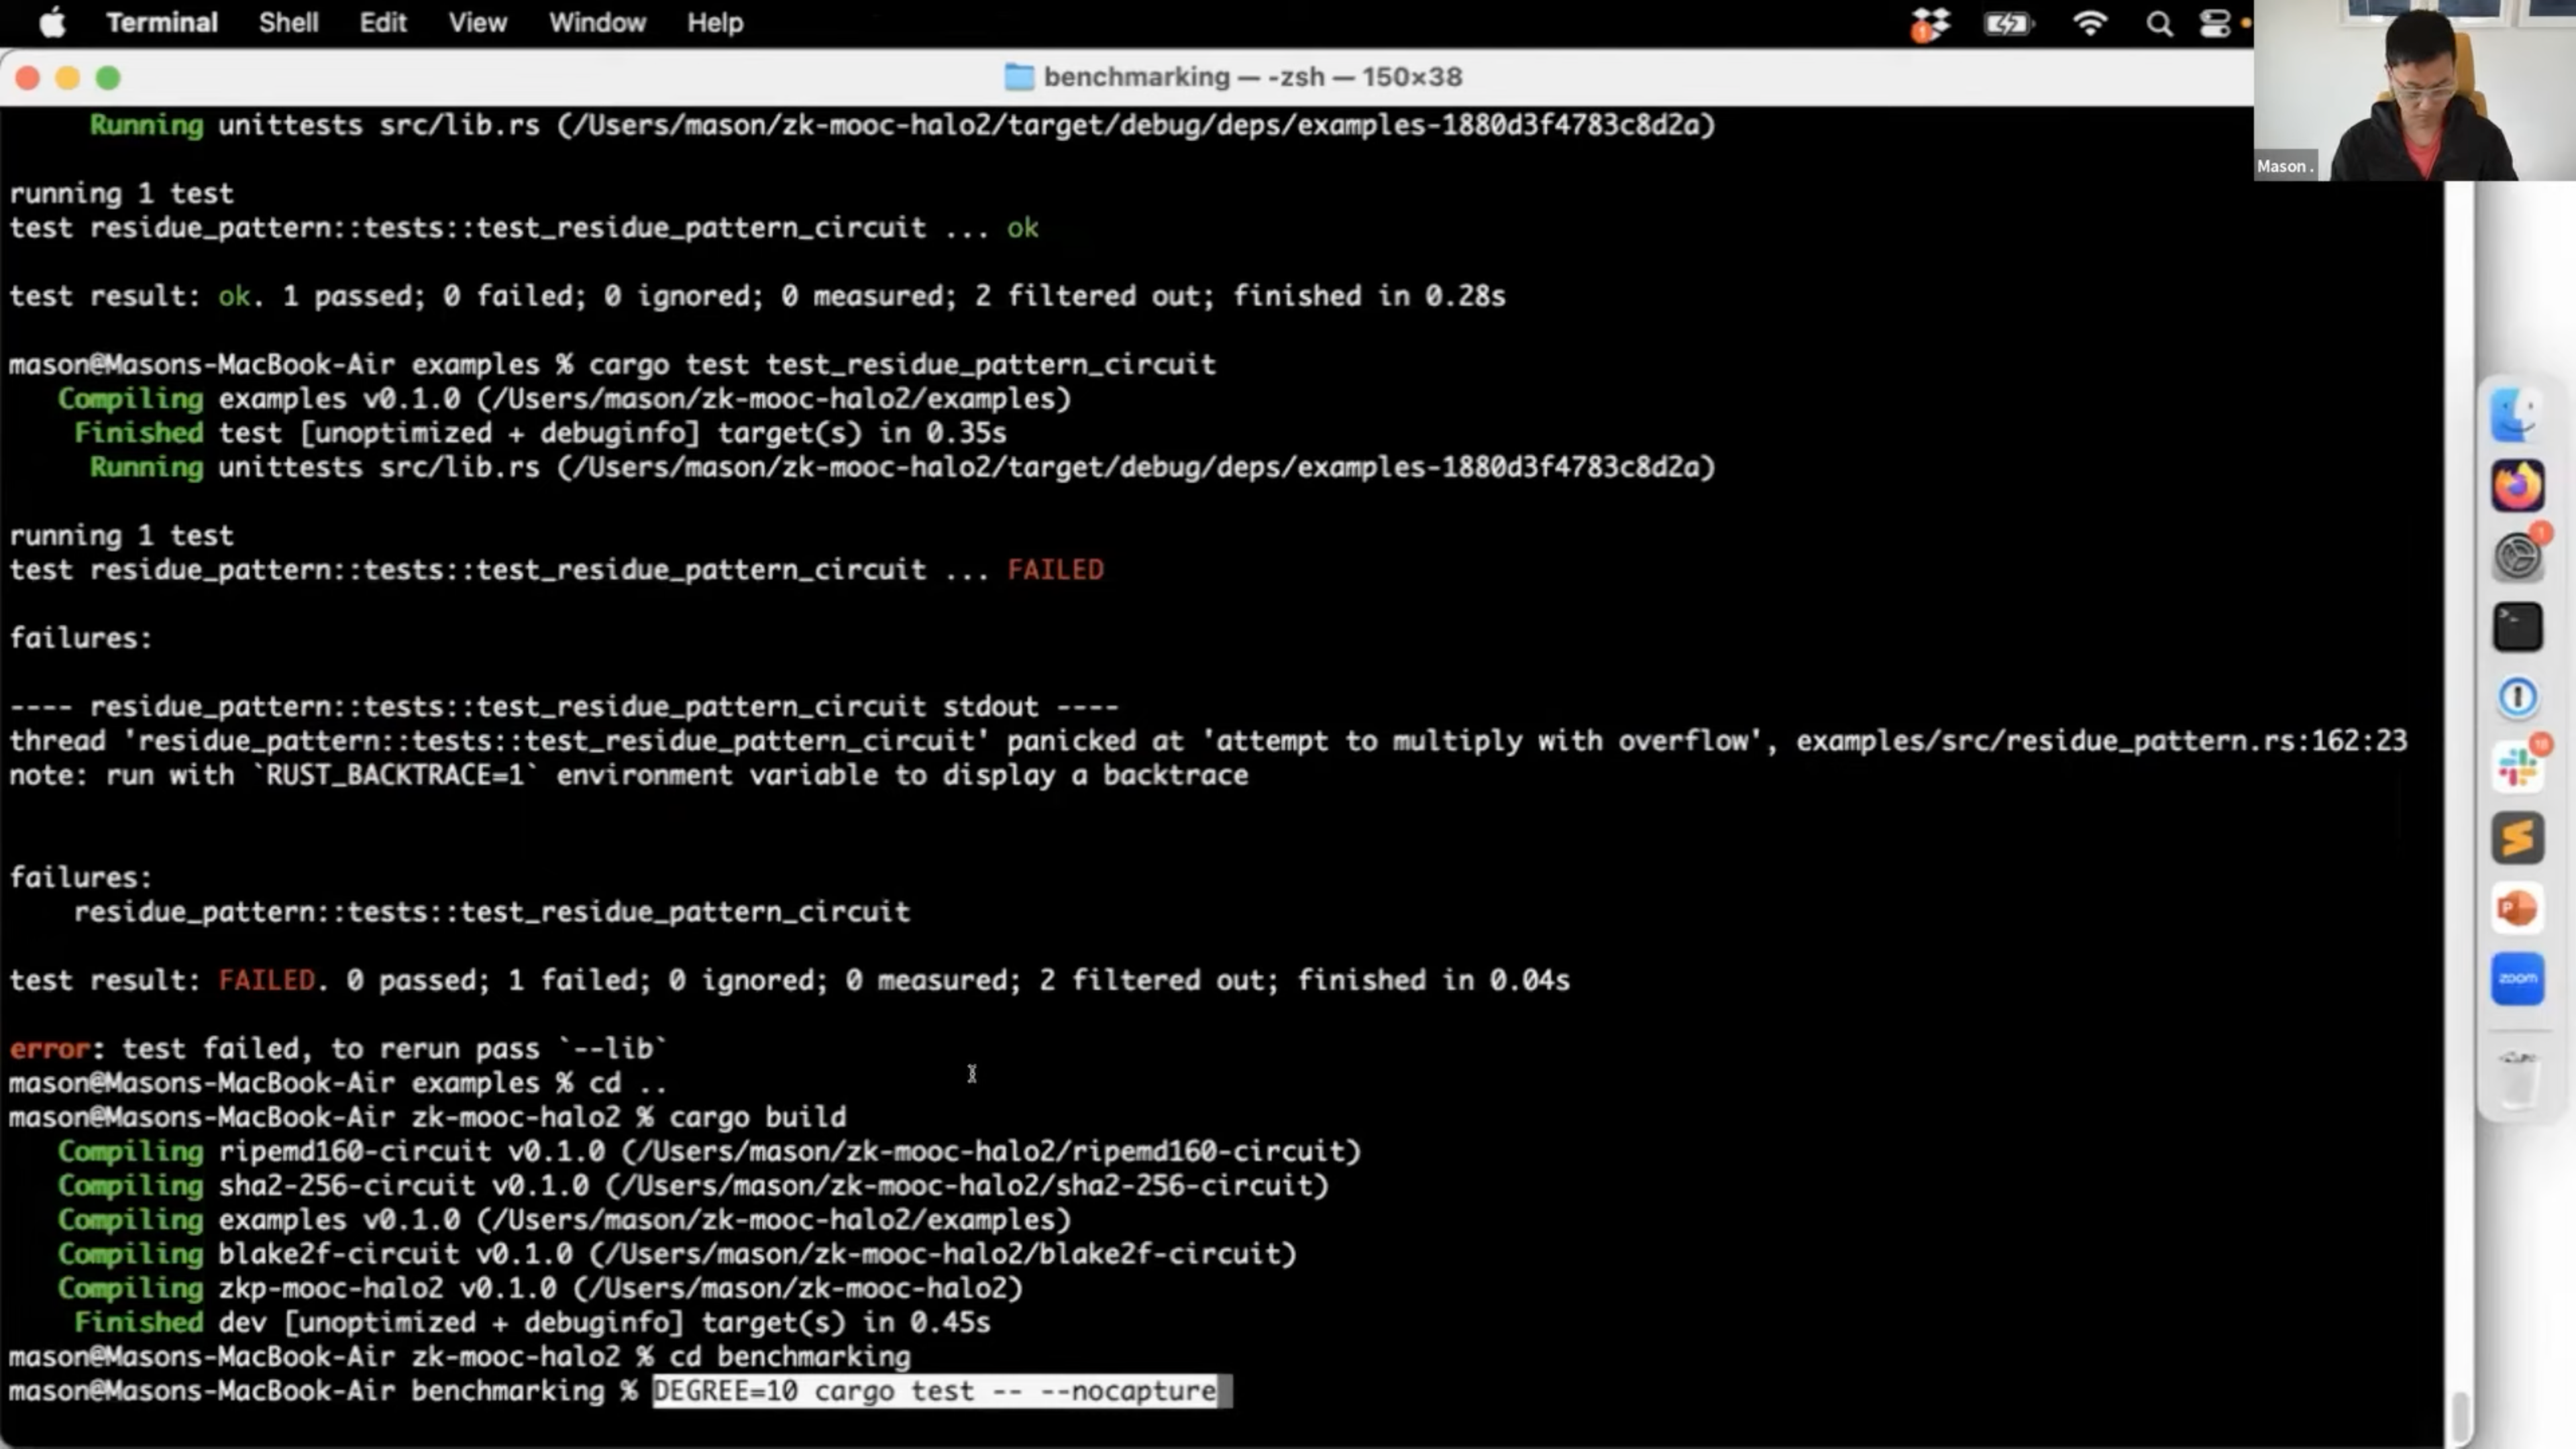 Terminal Shell Edit View Window Help
benchmarking — -zsh — 150×38
Mason .
Running unittests src/lib.rs (/Users/mason/zk-mooc-halo2/target/debug/deps/examples-1880d3f4783c8d2a)
running 1 test
test residue_pattern::tests::test_residue_pattern_circuit ... ok
test result: ok. 1 passed; 0 failed; 0 ignored; 0 measured; 2 filtered out; finished in 0.28s
mason@Masons-MacBook-Air examples % cargo test test_residue_pattern_circuit
Compiling examples v0.1.0 (/Users/mason/zk-mooc-halo2/examples)
Finished test [unoptimized + debuginfo] target(s) in 0.35s
Running unittests src/lib.rs (/Users/mason/zk-mooc-halo2/target/debug/deps/examples-1880d3f4783c8d2a)
running 1 test
test residue_pattern::tests::test_residue_pattern_circuit ... FAILED
failures:
---- residue_pattern::tests::test_residue_pattern_circuit stdout ----
thread 'residue_pattern::tests::test_residue_pattern_circuit' panicked at 'attempt to multiply with overflow', examples/src/residue_pattern.rs:162:23
note: run with `RUST_BACKTRACE=1` environment variable to display a backtrace
failures:
residue_pattern::tests::test_residue_pattern_circuit
test result: FAILED. 0 passed; 1 failed; 0 ignored; 0 measured; 2 filtered out; finished in 0.04s
error: test failed, to rerun pass `--lib`
mason@Masons-MacBook-Air examples % cd ..
mason@Masons-MacBook-Air zk-mooc-halo2 % cargo build
Compiling ripemd160-circuit v0.1.0 (/Users/mason/zk-mooc-halo2/ripemd160-circuit)
Compiling sha2-256-circuit v0.1.0 (/Users/mason/zk-mooc-halo2/sha2-256-circuit)
Compiling examples v0.1.0 (/Users/mason/zk-mooc-halo2/examples)
Compiling blake2f-circuit v0.1.0 (/Users/mason/zk-mooc-halo2/blake2f-circuit)
Compiling zkp-mooc-halo2 v0.1.0 (/Users/mason/zk-mooc-halo2)
Finished dev [unoptimized + debuginfo] target(s) in 0.45s
mason@Masons-MacBook-Air zk-mooc-halo2 % cd benchmarking
mason@Masons-MacBook-Air benchmarking % DEGREE=10 cargo test -- --nocapture
zoom